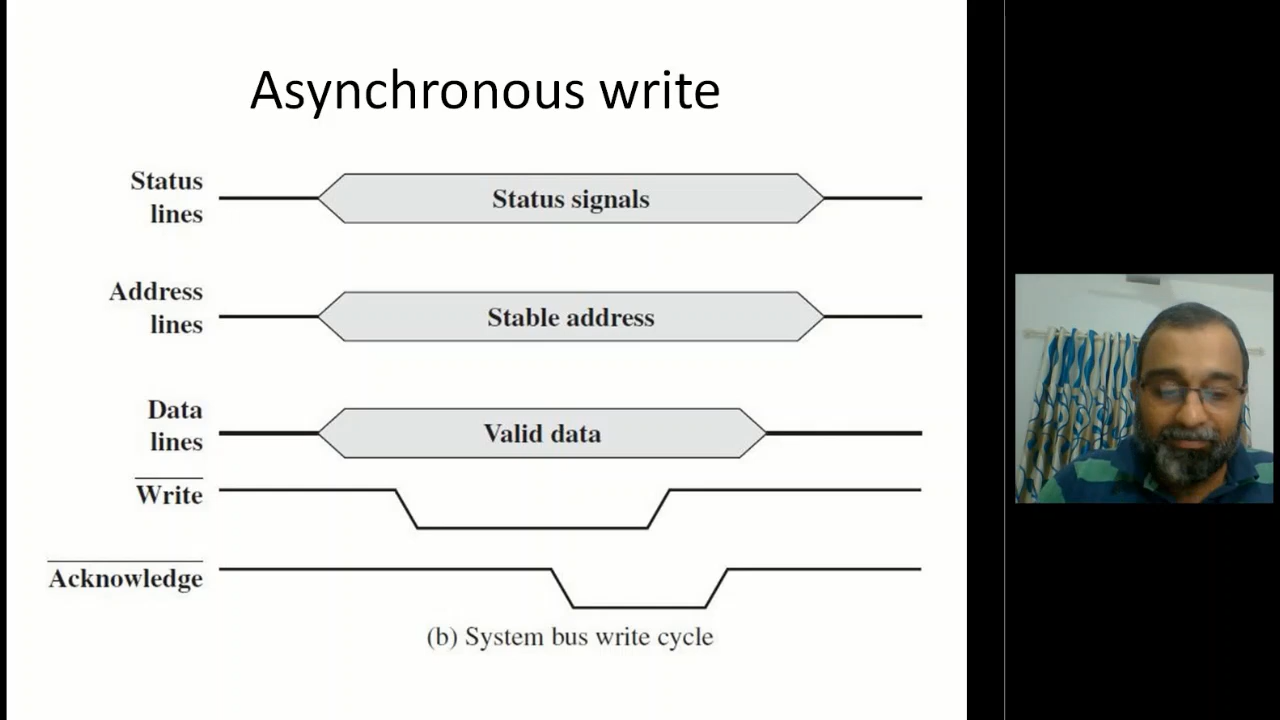 Asynchronous write
Status
lines
Status signals
Address
lines
Stable address
Data
lines
Valid data
Write
Acknowledge
(b) System bus write cycle